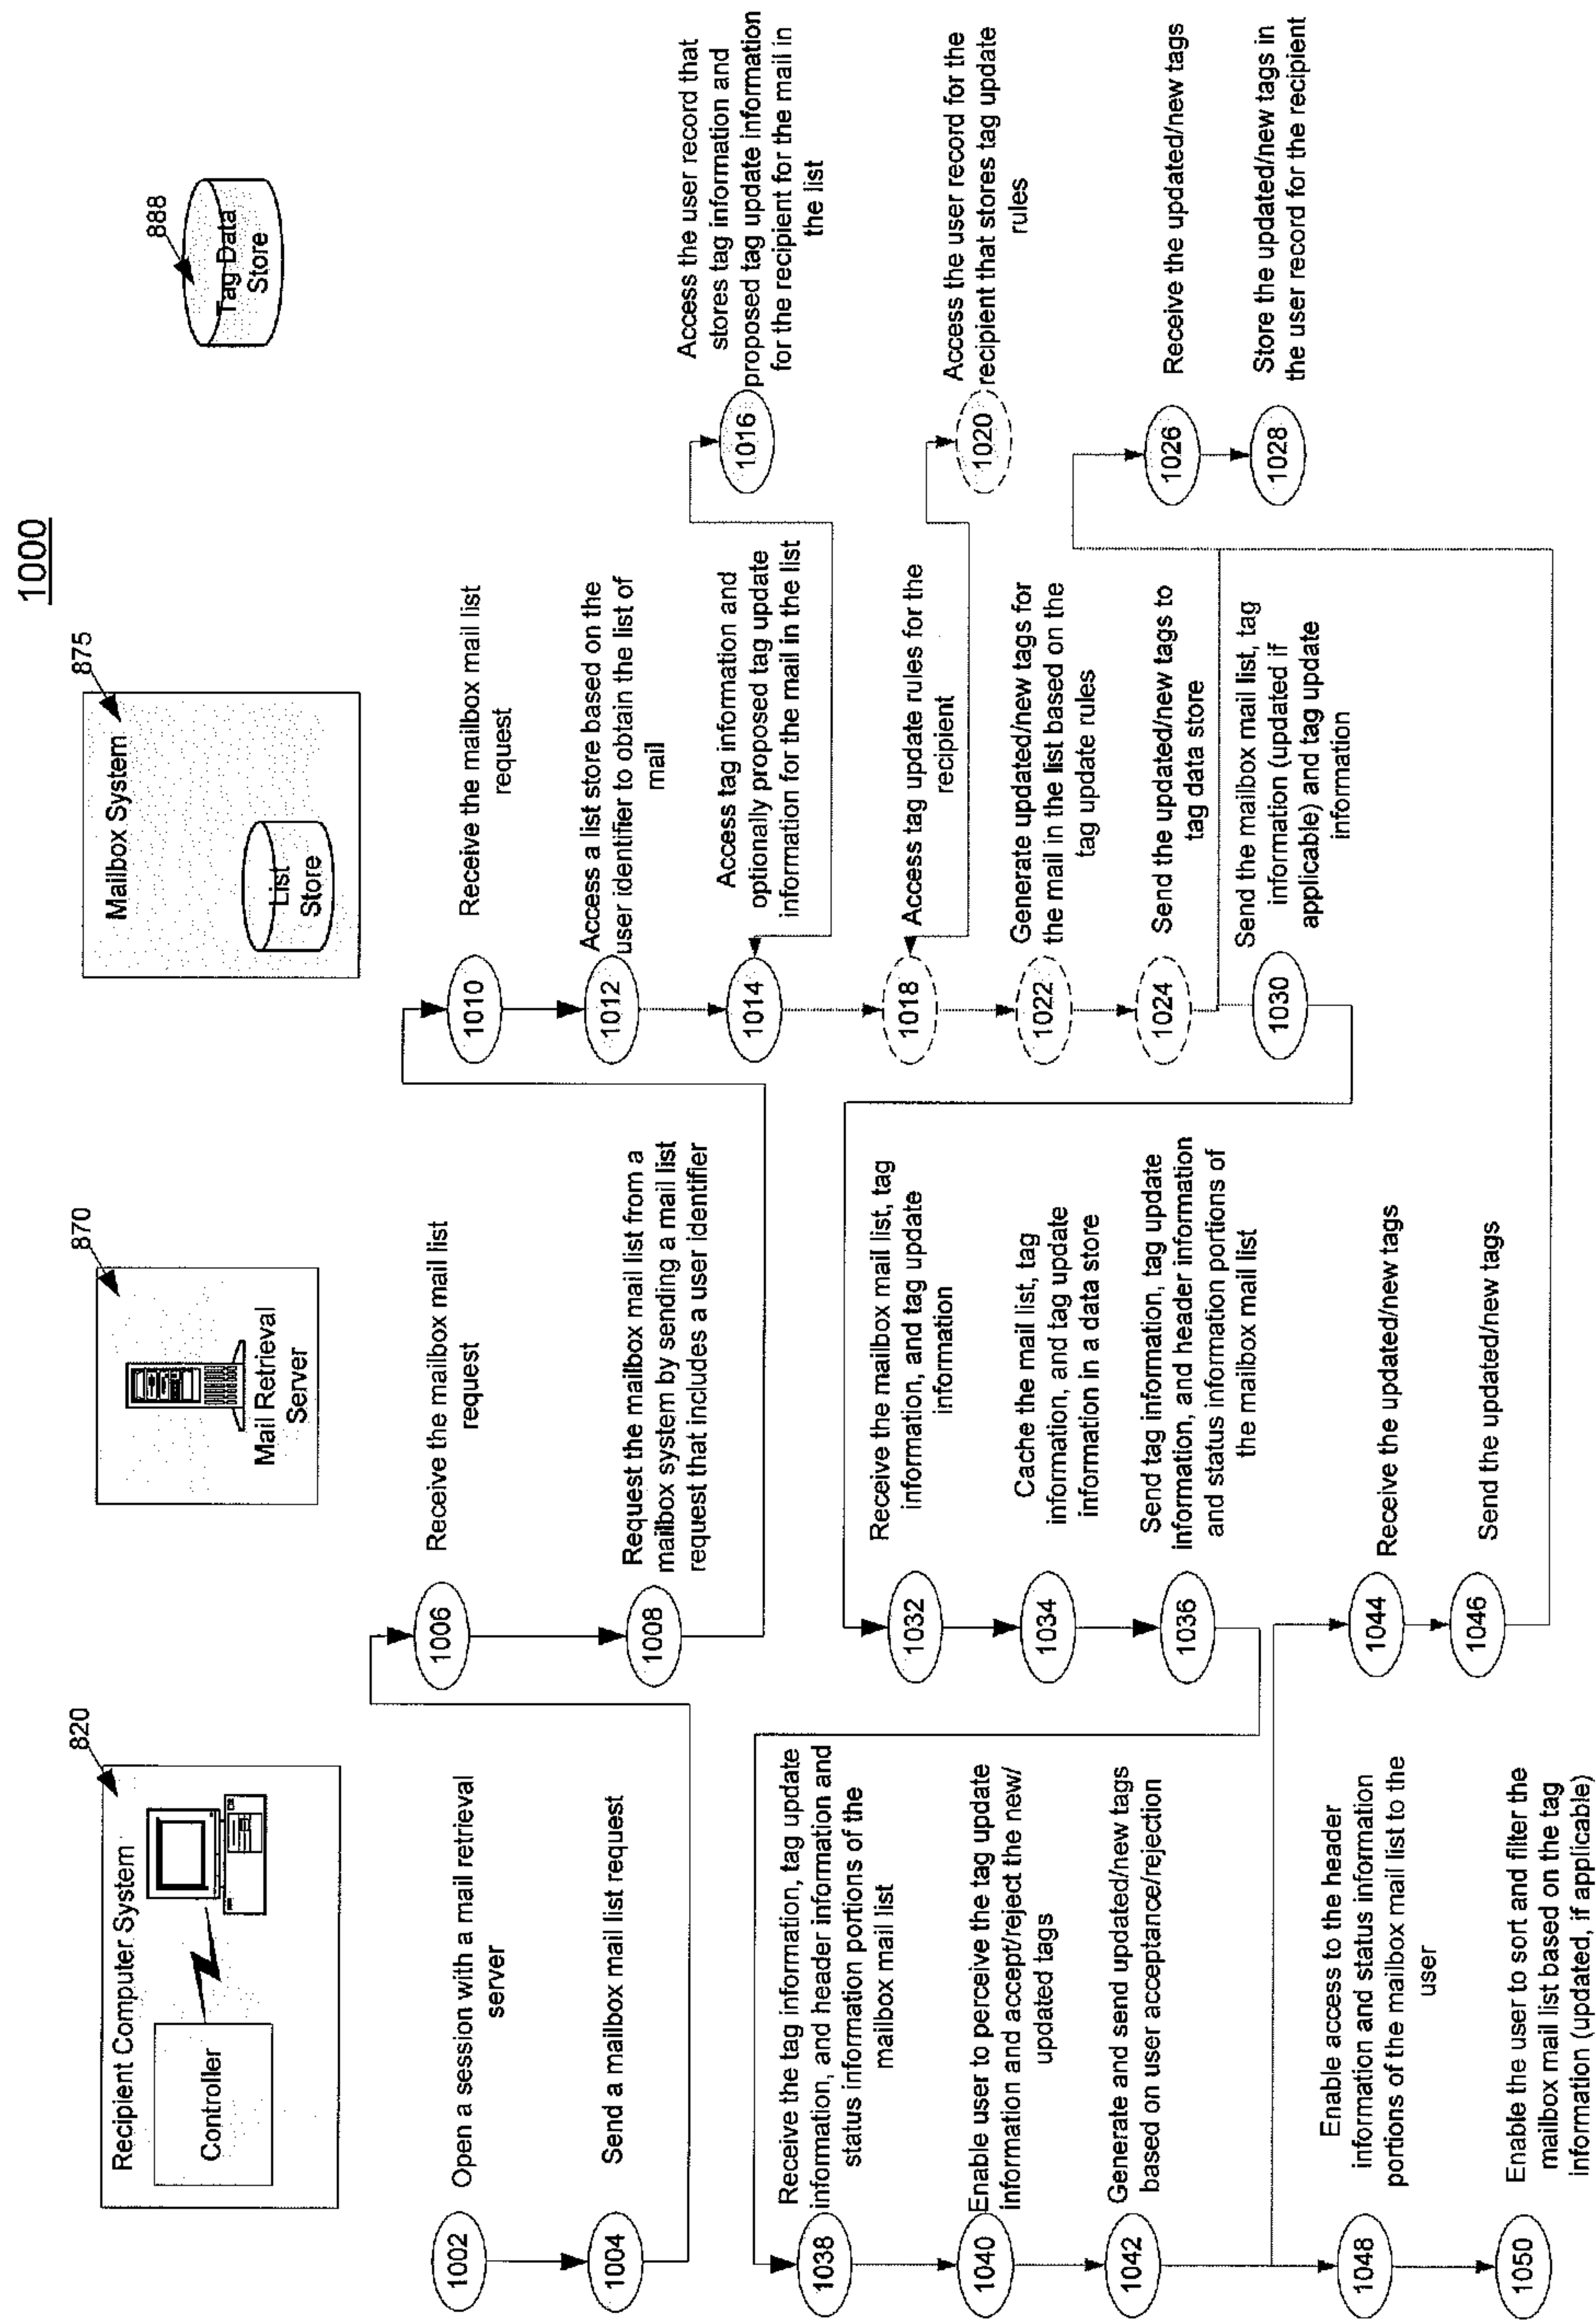 1000
820
Recipient Computer System
Controller
870
Mail Retrieval
Server
875
Mailbox System
List
Store
888
Tag Data
Store
1002
Open a session with a mail retrieval
server
1004
Send a mailbox mail list request
1006
Receive the mailbox mail list
request
1008
Request the mailbox mail list from a
mailbox system by sending a mail list
request that includes a user identifier
1010
Receive the mailbox mail list
request
1012
Access a list store based on the
user identifier to obtain the list of
mail
1014
Access tag information and
optionally proposed tag update
information for the mail in the list
1016
Access the user record that
stores tag information and
proposed tag update information
for the recipient for the mail in
the list
1018
Access tag update rules for the
recipient
1020
Access the user record for the
recipient that stores tag update
rules
1022
Generate updated/new tags for
the mail in the list based on the
tag update rules
1024
Send the updated/new tags to
tag data store
1026
Receive the updated/new tags
1028
Store the updated/new tags in
the user record for the recipient
1030
Send the mailbox mail list, tag
information (updated if
applicable) and tag update
information
1032
Receive the mailbox mail list, tag
information, and tag update
information
1034
Cache the mail list, tag
information, and tag update
information in a data store
1036
Send tag information, tag update
information, and header information
and status information portions of
the mailbox mail list
1038
Receive the tag information, tag update
information, and header information and
status information portions of the
mailbox mail list
1040
Enable user to perceive the tag update
information and accept/reject the new/
updated tags
1042
Generate and send updated/new tags
based on user acceptance/rejection
1044
Receive the updated/new tags
1046
Send the updated/new tags
1048
Enable access to the header
information and status information
portions of the mailbox mail list to the
user
1050
Enable the user to sort and filter the
mailbox mail list based on the tag
information (updated, if applicable)